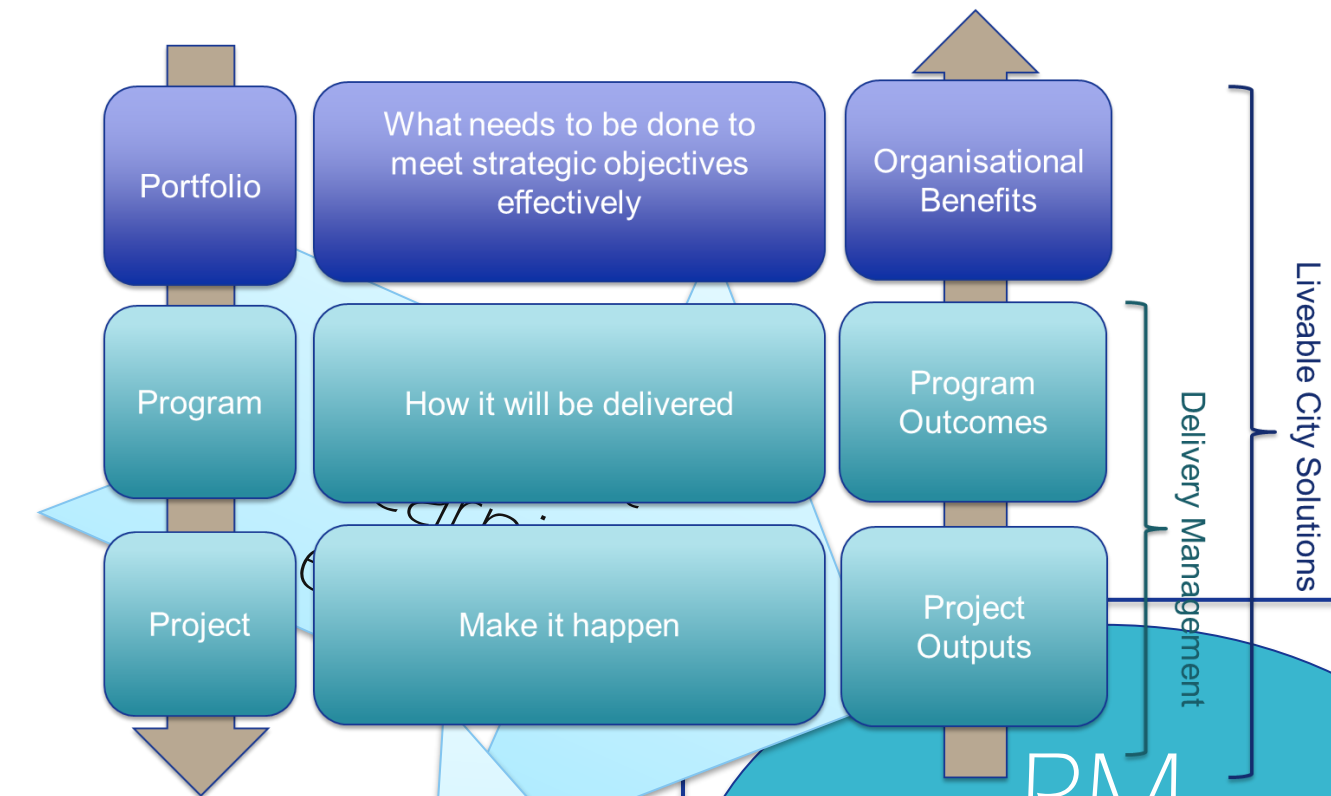 Portfolio
What needs to be done to
meet strategic objectives
effectively
Organisational
Benefits
Program
How it will be delivered
Program
Outcomes
Project
Make it happen
Project
Outputs
Delivery Management
Liveable City Solutions
PM